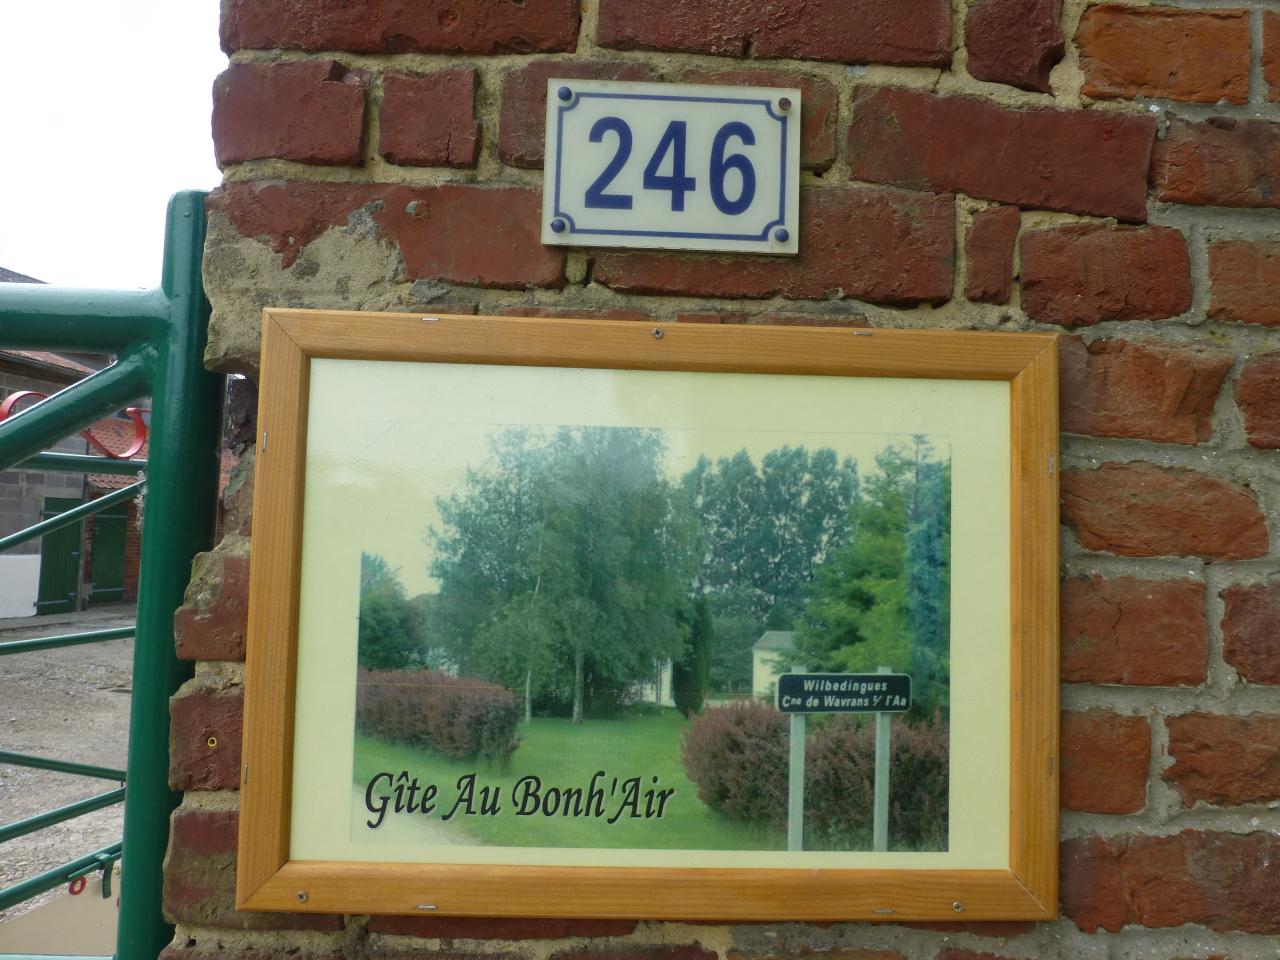 246
Wilbedingues
Cne de Wavrans s/ l'Aa
Gîte Au Bonh'Air